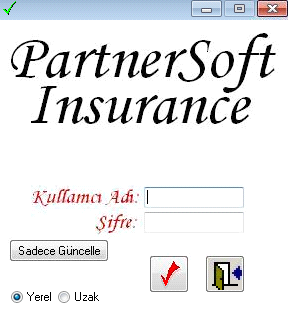 PartnerSoft
Insurance
Kullamcı Adı:
Şifre:
Sadece Güncelle
Yerel
Uzak